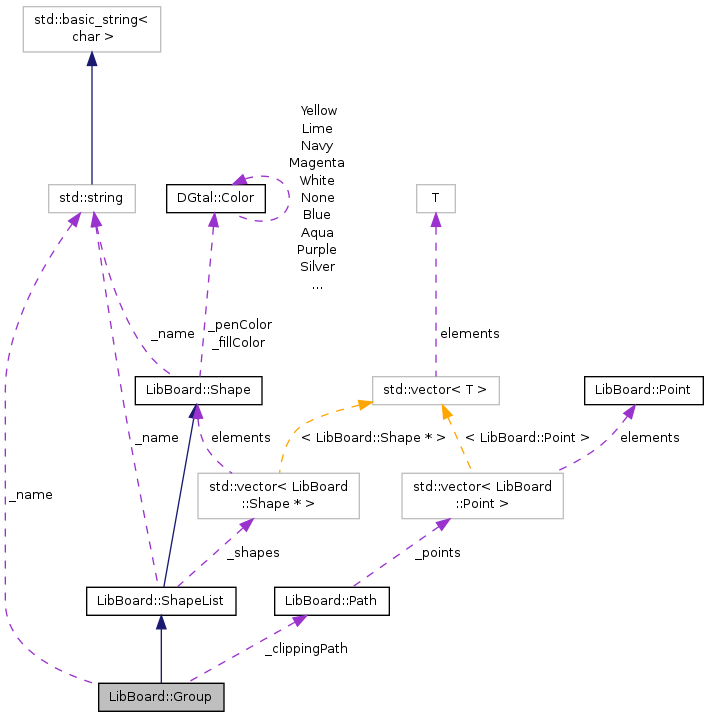 std::basic_string<
char >
Yellow
Lime
Navy
Magenta
White
None
Blue
Aqua
Purple
Silver
...
std::string
DGtal::Color
T
_name
_penColor
_fillColor
elements
LibBoard::Shape
std::vector< T >
LibBoard::Point
_name
elements
< LibBoard::Shape * >
< LibBoard::Point >
elements
_name
std::vector< LibBoard
::Shape * >
std::vector< LibBoard
::Point >
_shapes
_points
LibBoard::ShapeList
LibBoard::Path
_clippingPath
LibBoard::Group